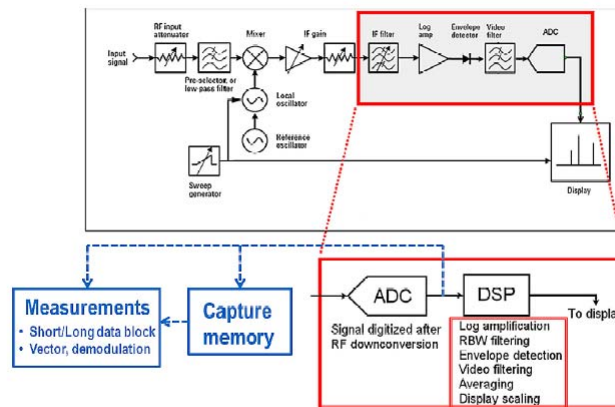 RF input
attenuator
Input
signal
Pre-selector, or
low-pass filter
Mixer
IF gain
IF filter
Log
amp
Envelope
detector
Video
filter
ADC
Local
oscillator
Reference
oscillator
Sweep
generator
Display
Measurements
• Short/Long data block
• Vector, demodulation
Capture
memory
ADC
Signal digitized after
RF downconversion
DSP
To display
Log amplification
RBW filtering
Envelope detection
Video filtering
Averaging
Display scaling